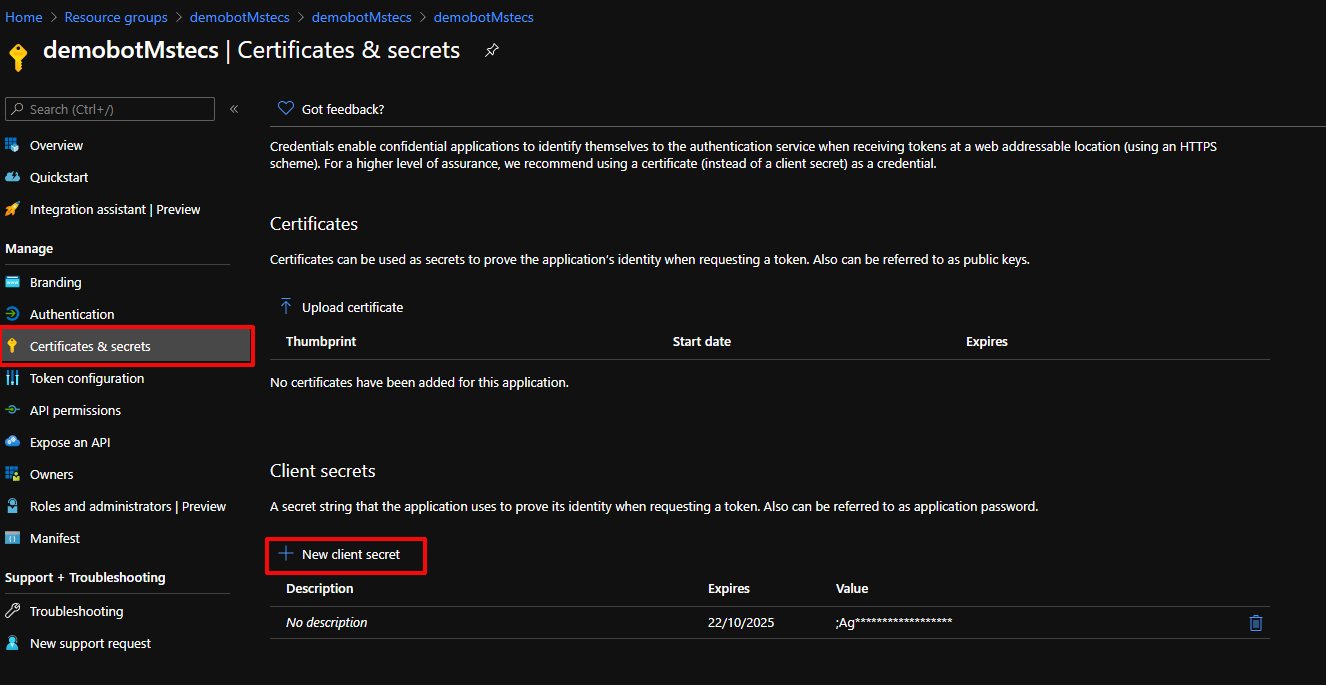 Home > Resource groups > demobotMstecs > demobotMstecs > demobotMstecs
demobotMstecs | Certificates & secrets
Search (Ctrl+/)
«
Overview
Quickstart
Integration assistant | Preview
Manage
Branding
Authentication
Certificates & secrets
Token configuration
API permissions
Expose an API
Owners
Roles and administrators | Preview
Manifest
Support + Troubleshooting
Troubleshooting
New support request
Got feedback?
Credentials enable confidential applications to identify themselves to the authentication service when receiving tokens at a web addressable location (using an HTTPS
scheme). For a higher level of assurance, we recommend using a certificate (instead of a client secret) as a credential.
Certificates
Certificates can be used as secrets to prove the application's identity when requesting a token. Also can be referred to as public keys.
Upload certificate
Thumbprint Start date Expires
No certificates have been added for this application.
Client secrets
A secret string that the application uses to prove its identity when requesting a token. Also can be referred to as application password.
New client secret
Description Expires Value
No description 22/10/2025 ;Ag******************